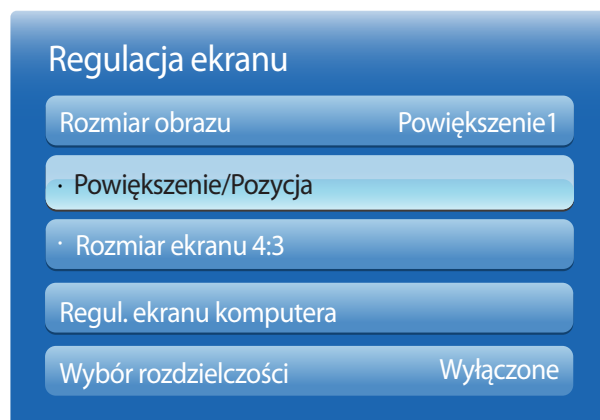 Regulacja ekranu
Rozmiar obrazu Powiększenie1
· Powiększenie/Pozycja
· Rozmiar ekranu 4:3
Regul. ekranu komputera
Wybór rozdzielczości Wyłączone